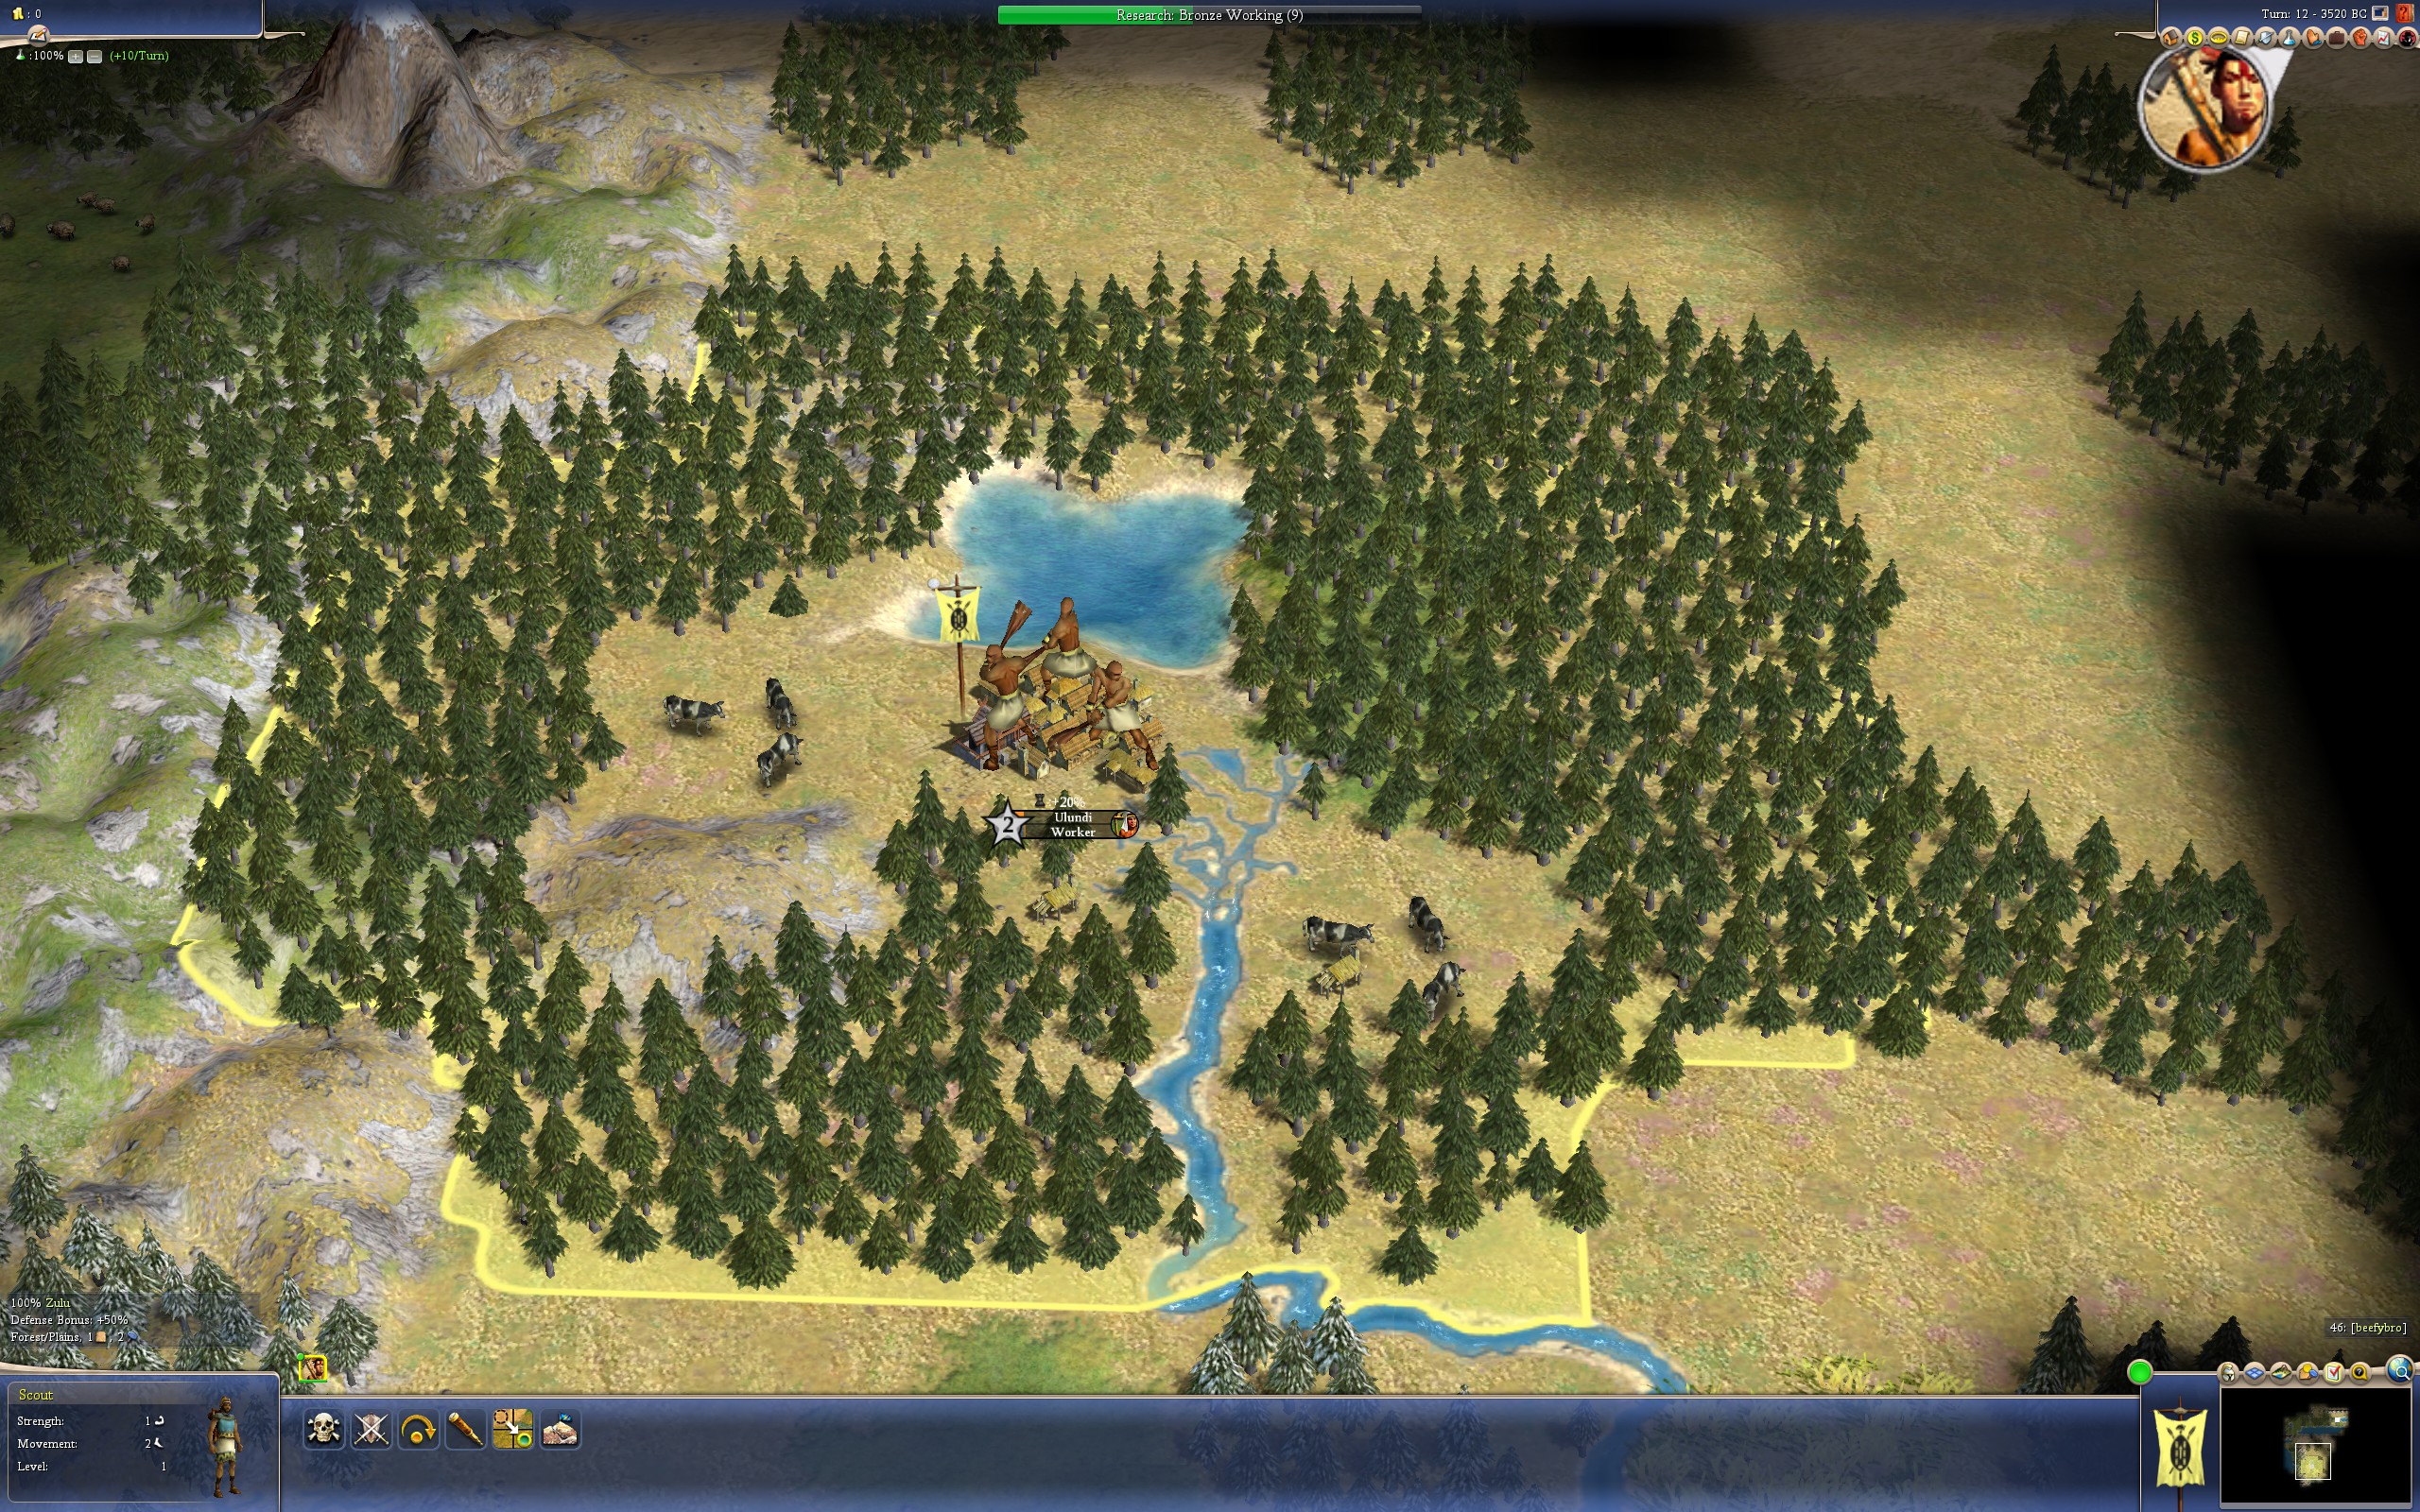 : 0
Research: Bronze Working (9)
Turn: 12 - 3520 BC
:100%
(+10/Turn)
+20%
2
Ulundi
Worker
100% Zulu
Defense Bonus: +50%
Forest/Plains, 1 , 2
46: [beefybro]
Scout
Strength: 1
Movement: 2
Level: 1